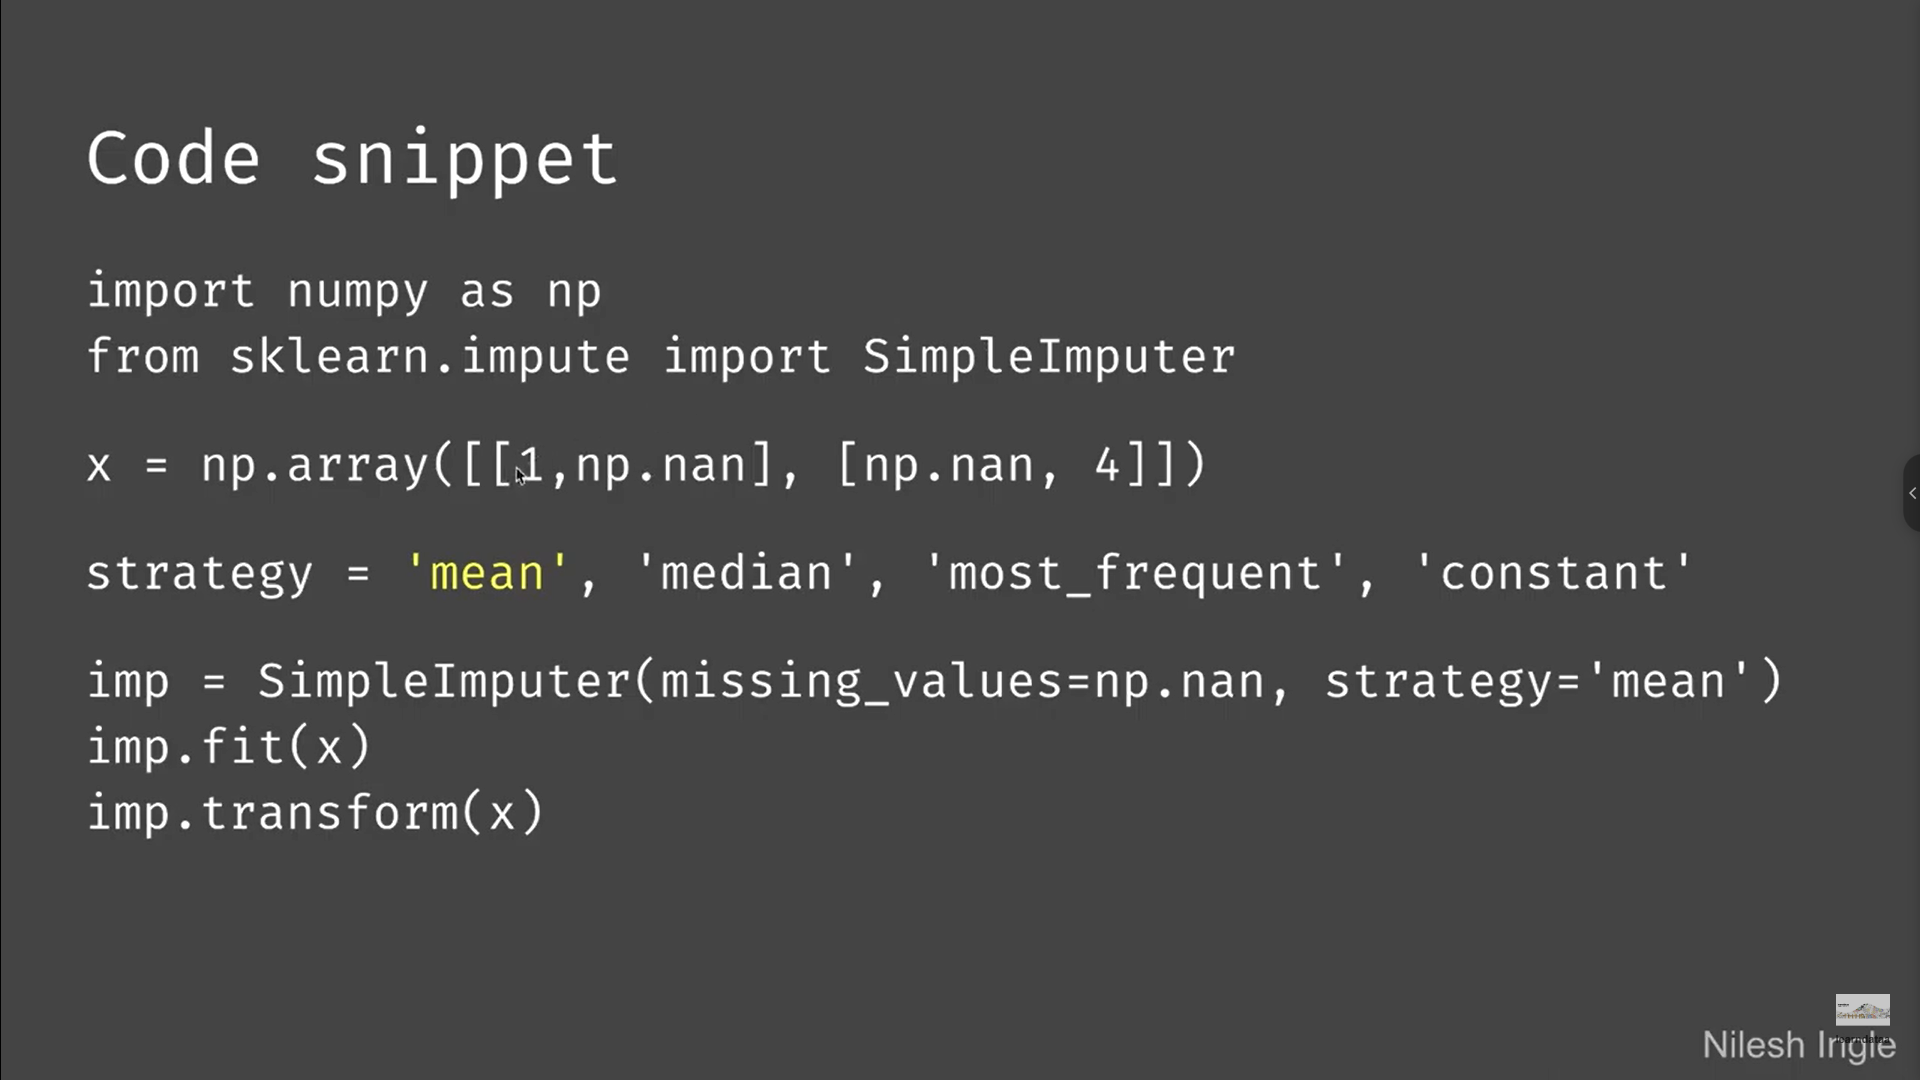 Code snippet
import numpy as np
from sklearn.impute import SimpleImputer
x = np.array([[1,np.nan], [np.nan, 4]])
strategy = 'mean', 'median', 'most_frequent', 'constant'
imp = SimpleImputer(missing_values=np.nan, strategy='mean')
imp.fit(x)
imp.transform(x)
Nilesh Ingle